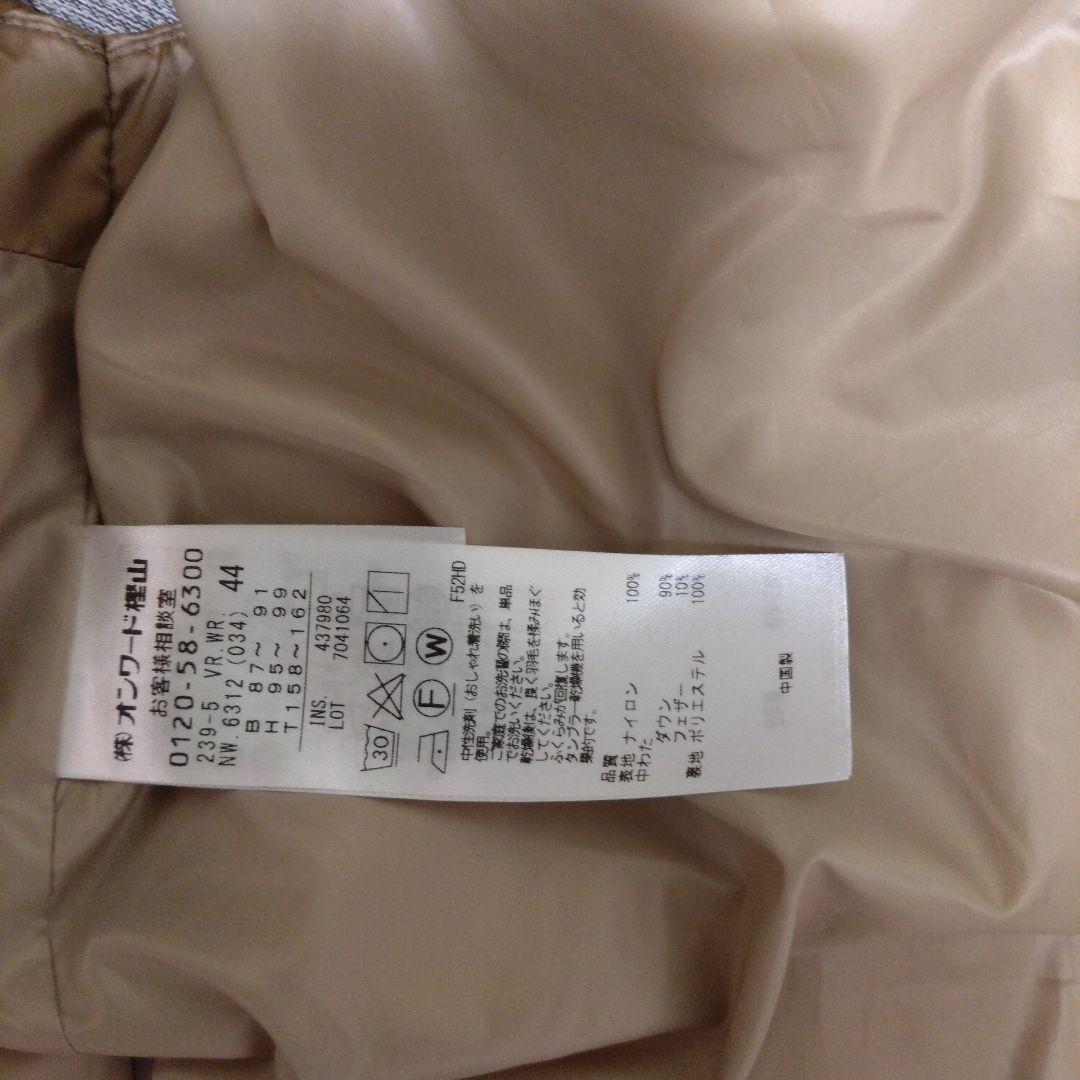 (株)オンワード樫山
お客様相談室
0120-58-6300
239-5 VR.WR.
NW.6312(034) 44
B 87～ 91
H 95～ 99
T158～162
INS. 437980
LOT 7041064
30
F W
F52HD
中性洗剤(おしゃれ着洗い)を
使用。
ご家庭でのお洗濯の際は、単品
でお洗いください。
乾燥後は、良く羽毛を揉みほぐ
してください。
ふくらみが回復します。
タンブラー乾燥機を用いると効
果的です。
品質
表地 ナイロン 100%
中わた
ダウン 90%
フェザー 10%
裏地 ポリエステル 100%
中国製